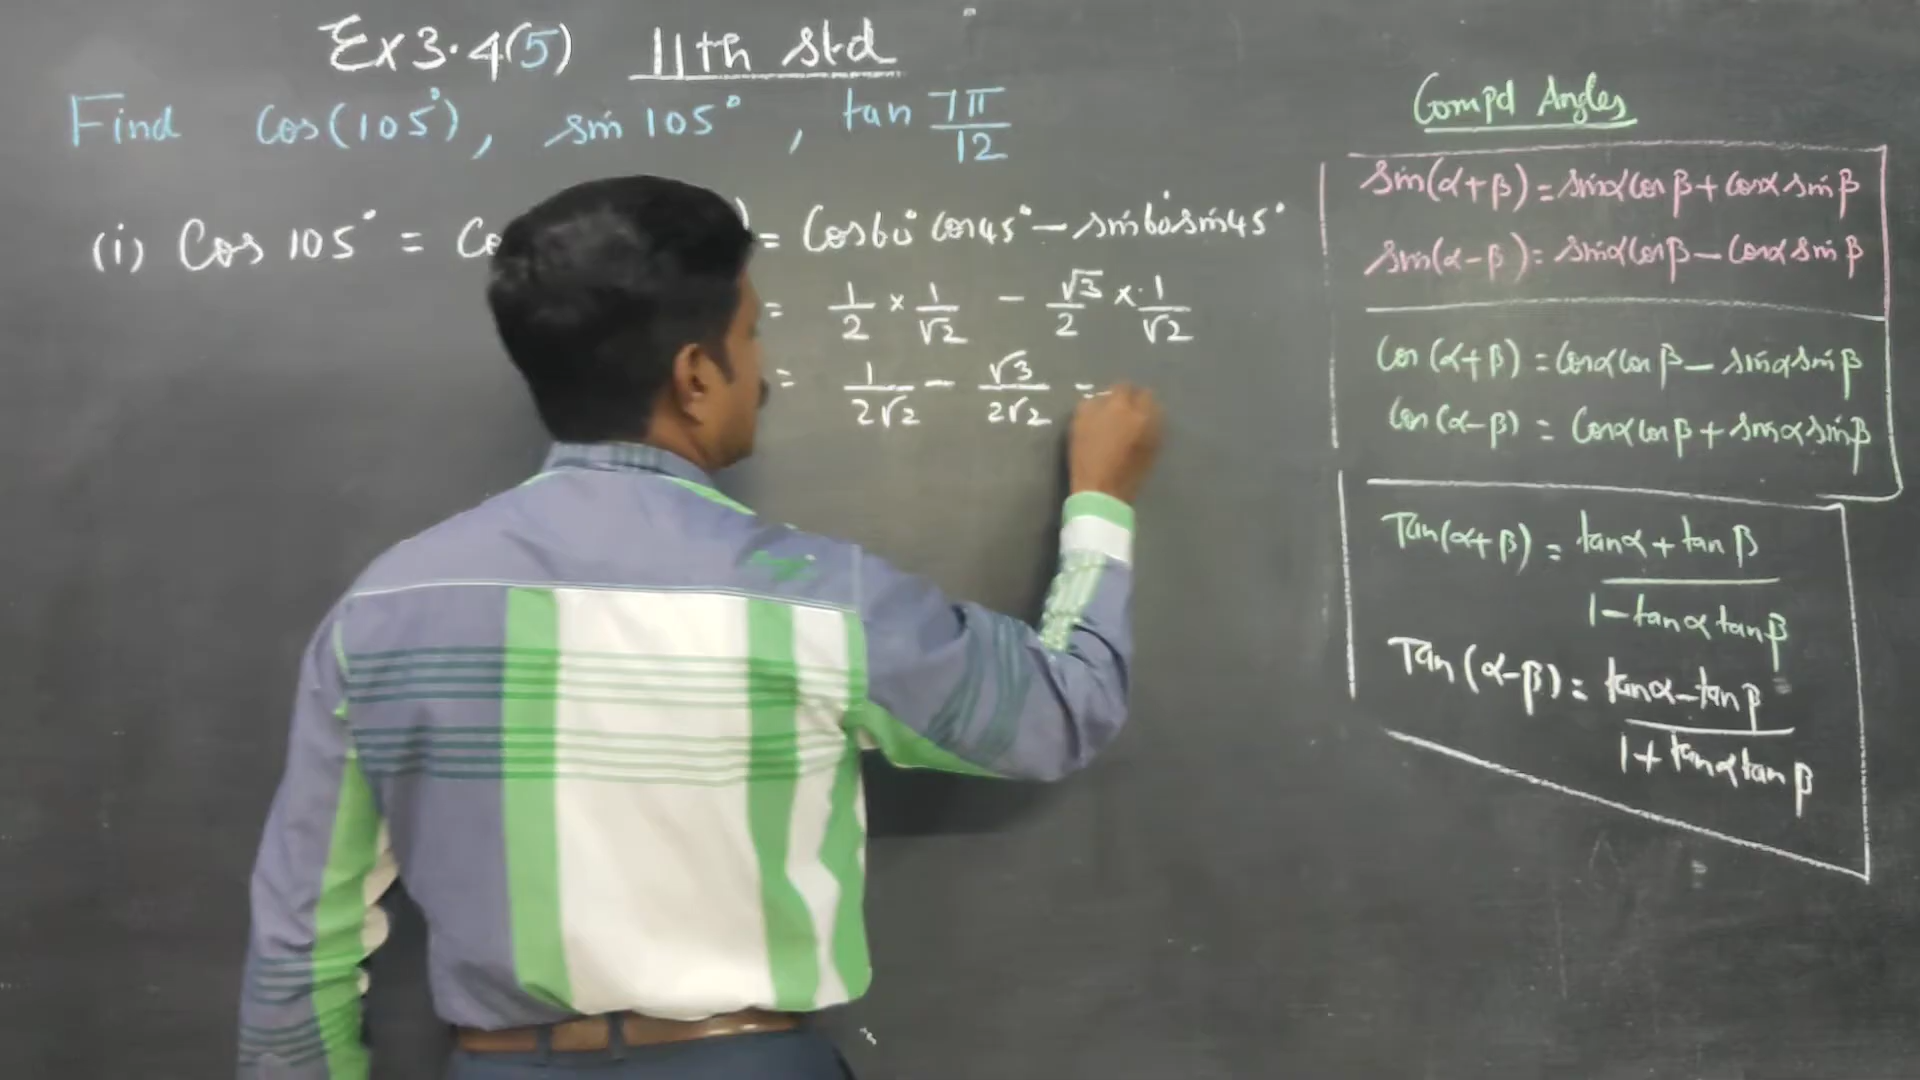 Ex 3.4(5) 11th std
Find cos(105°), sin 105°, tan 7π/12
(i) Cos 105° = Co ) = Cos60° Cos45° - sin60° sin45°
= 1/2 × 1/√2 - √3/2 × 1/√2
= 1/2√2 - √3/2√2 =
Compd Angles
Sin(α+β) = sinα cosβ + cosα sinβ
Sin(α-β) = sinα cosβ - cosα sinβ
Cos(α+β) = cosα cosβ - sinα sinβ
Cos(α-β) = cosα cosβ + sinα sinβ
Tan(α+β) = tanα + tanβ
1 - tanα tanβ
Tan(α-β) = tanα - tanβ
1 + tanα tanβ